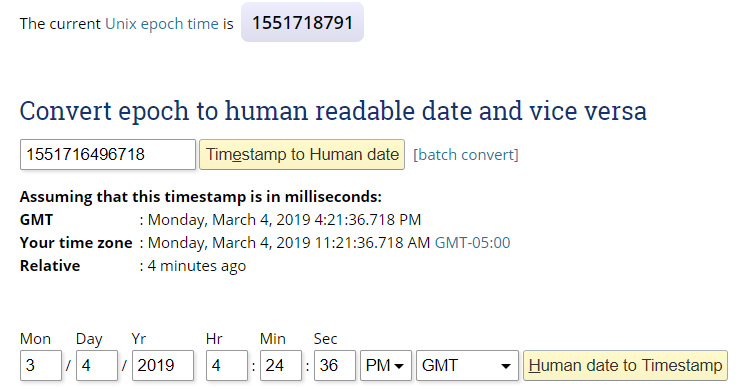 The current Unix epoch time is 1551718791
Convert epoch to human readable date and vice versa
1551716496718 Timestamp to Human date [batch convert]
Assuming that this timestamp is in milliseconds:
GMT : Monday, March 4, 2019 4:21:36.718 PM
Your time zone : Monday, March 4, 2019 11:21:36.718 AM GMT-05:00
Relative : 4 minutes ago
Mon Day Yr Hr Min Sec
3 / 4 / 2019 4 : 24 : 36 PM GMT Human date to Timestamp